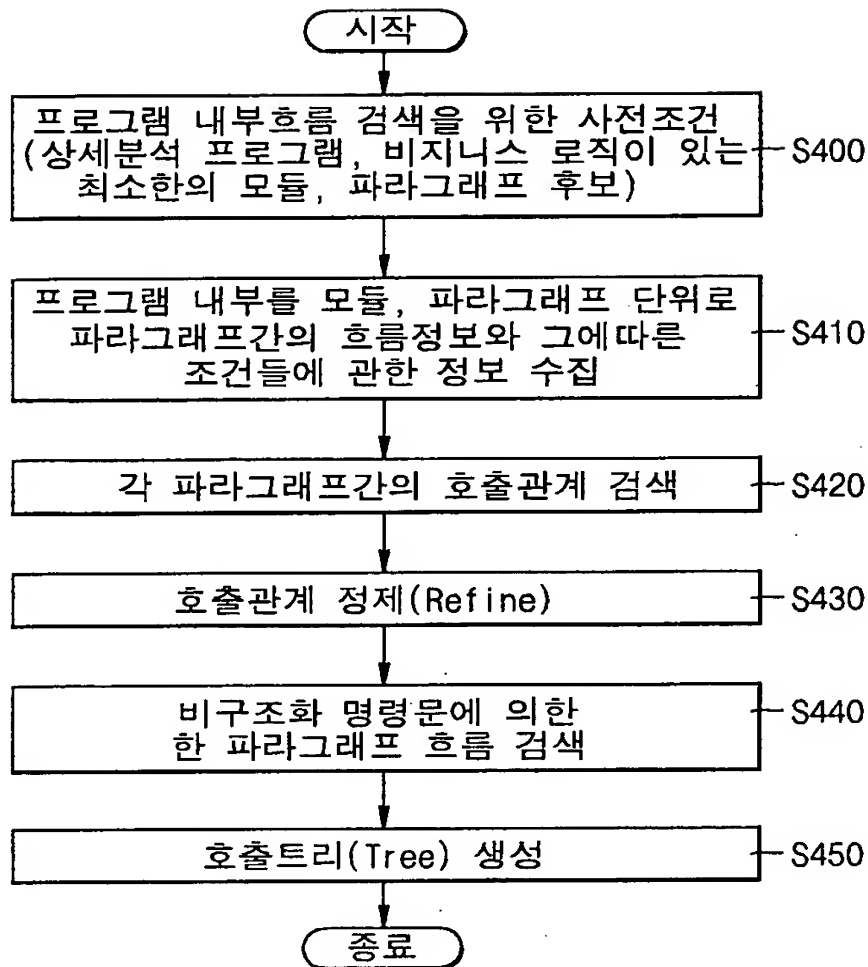 시작
프로그램 내부흐름 검색을 위한 사전조건
(상세분석 프로그램, 비지니스 로직이 있는
최소한의 모듈, 파라그래프 후보)
S400
프로그램 내부를 모듈, 파라그래프 단위로
파라그래프간의 흐름정보와 그에따른
조건들에 관한 정보 수집
S410
각 파라그래프간의 호출관계 검색
S420
호출관계 정제(Refine)
S430
비구조화 명령문에 의한
한 파라그래프 흐름 검색
S440
호출트리(Tree) 생성
S450
종료